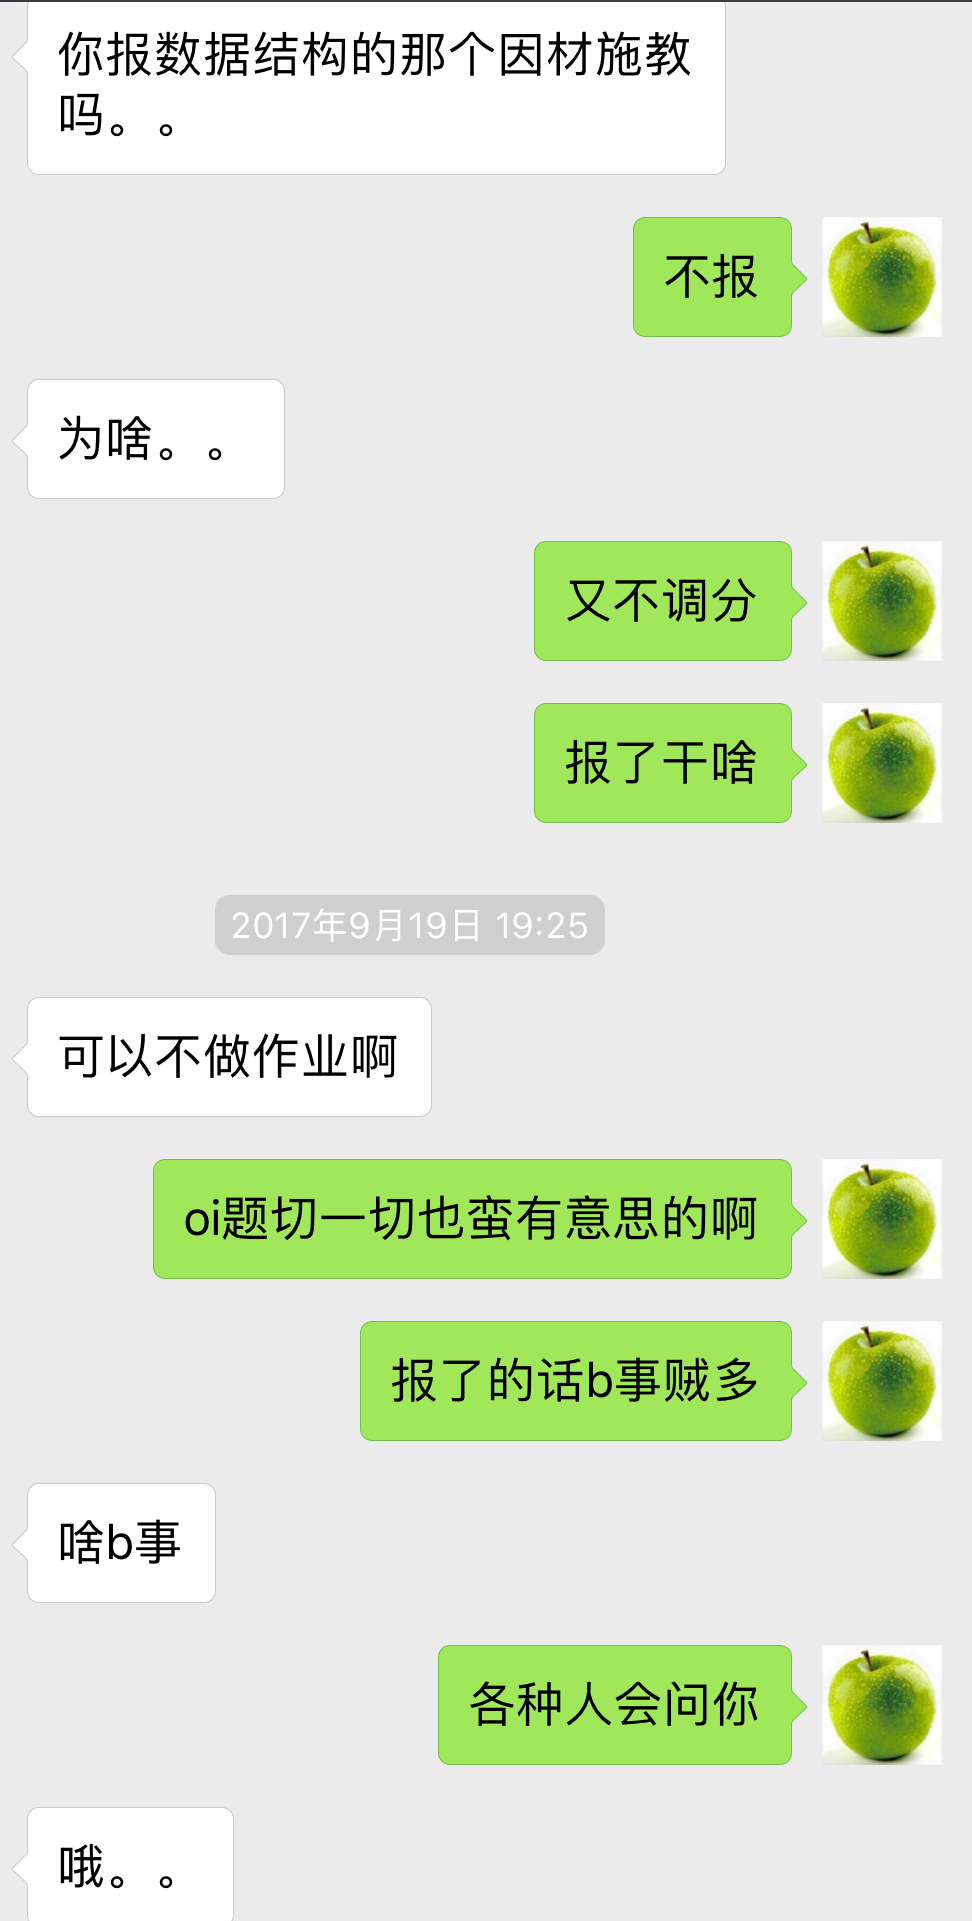 你报数据结构的那个因材施教
吗。。
不报
为啥。。
又不调分
报了干啥
2017年9月19日 19:25
可以不做作业啊
oi题切一切也蛮有意思的啊
报了的话b事贼多
啥b事
各种人会问你
哦。。